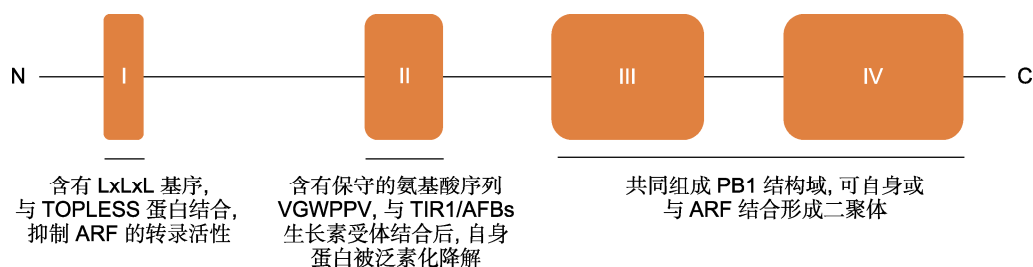 N I II III IV C
含有 LxLxL 基序,
与 TOPLESS 蛋白结合,
抑制 ARF 的转录活性
含有保守的氨基酸序列
VGWPPV, 与 TIR1/AFBs
生长素受体结合后, 自身
蛋白被泛素化降解
共同组成 PB1 结构域, 可自身或
与 ARF 结合形成二聚体